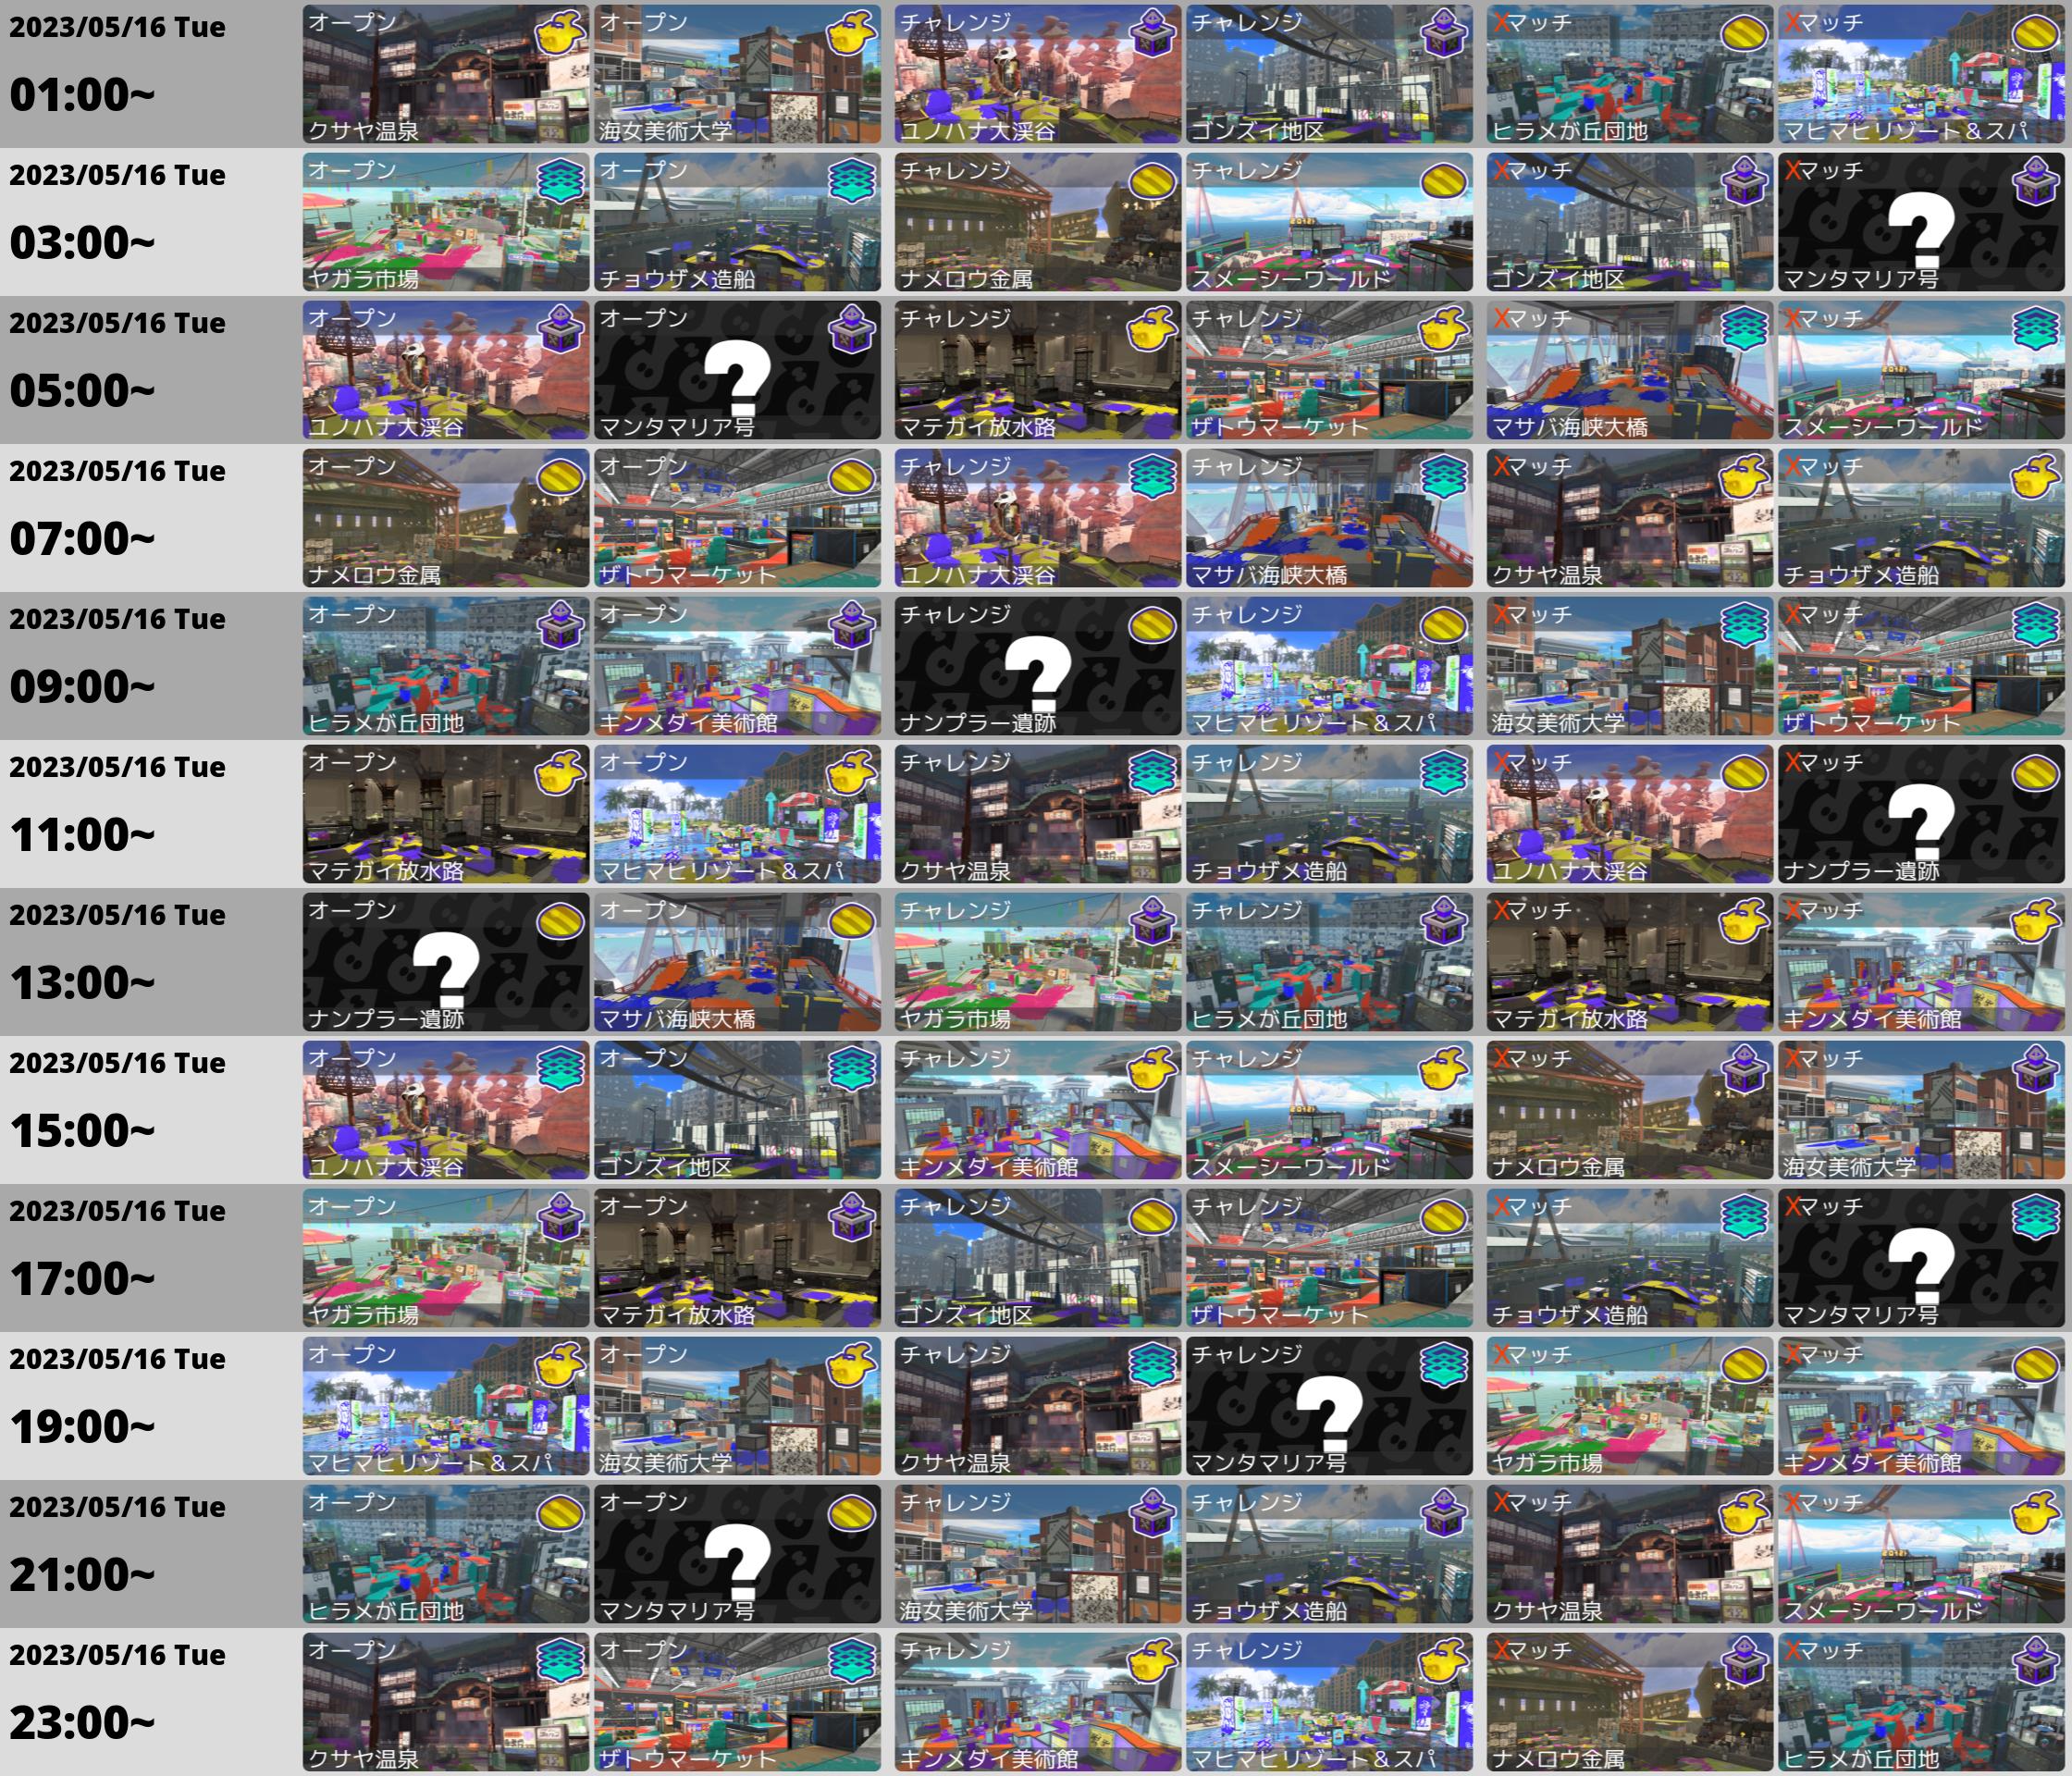 2023/05/16 Tue
01:00~
オープン
クサヤ温泉
オープン
海女美術大学
チャレンジ
ユノハナ大渓谷
チャレンジ
ゴンズイ地区
Xマッチ
ヒラメが丘団地
Xマッチ
マヒマヒリゾート＆スパ
2023/05/16 Tue
03:00~
オープン
ヤガラ市場
オープン
チョウザメ造船
チャレンジ
ナメロウ金属
チャレンジ
スメーシーワールド
Xマッチ
ゴンズイ地区
Xマッチ
?
マンタマリア号
2023/05/16 Tue
05:00~
オープン
ユノハナ大渓谷
オープン
?
マンタマリア号
チャレンジ
マテガイ放水路
チャレンジ
ザトウマーケット
Xマッチ
マサバ海峡大橋
Xマッチ
スメーシーワールド
2023/05/16 Tue
07:00~
オープン
ナメロウ金属
オープン
ザトウマーケット
チャレンジ
ユノハナ大渓谷
チャレンジ
マサバ海峡大橋
Xマッチ
クサヤ温泉
Xマッチ
チョウザメ造船
2023/05/16 Tue
09:00~
オープン
ヒラメが丘団地
オープン
キンメダイ美術館
チャレンジ
?
ナンプラー遺跡
チャレンジ
マヒマヒリゾート＆スパ
Xマッチ
海女美術大学
Xマッチ
ザトウマーケット
2023/05/16 Tue
11:00~
オープン
マテガイ放水路
オープン
マヒマヒリゾート＆スパ
チャレンジ
クサヤ温泉
チャレンジ
チョウザメ造船
Xマッチ
ユノハナ大渓谷
Xマッチ
?
ナンプラー遺跡
2023/05/16 Tue
13:00~
オープン
?
ナンプラー遺跡
オープン
マサバ海峡大橋
チャレンジ
ヤガラ市場
チャレンジ
ヒラメが丘団地
Xマッチ
マテガイ放水路
Xマッチ
キンメダイ美術館
2023/05/16 Tue
15:00~
オープン
ユノハナ大渓谷
オープン
ゴンズイ地区
チャレンジ
キンメダイ美術館
チャレンジ
スメーシーワールド
Xマッチ
ナメロウ金属
Xマッチ
海女美術大学
2023/05/16 Tue
17:00~
オープン
ヤガラ市場
オープン
マテガイ放水路
チャレンジ
ゴンズイ地区
チャレンジ
ザトウマーケット
Xマッチ
チョウザメ造船
Xマッチ
?
マンタマリア号
2023/05/16 Tue
19:00~
オープン
マヒマヒリゾート＆スパ
オープン
海女美術大学
チャレンジ
クサヤ温泉
チャレンジ
?
マンタマリア号
Xマッチ
ヤガラ市場
Xマッチ
キンメダイ美術館
2023/05/16 Tue
21:00~
オープン
ヒラメが丘団地
オープン
?
マンタマリア号
チャレンジ
海女美術大学
チャレンジ
チョウザメ造船
Xマッチ
クサヤ温泉
Xマッチ
スメーシーワールド
2023/05/16 Tue
23:00~
オープン
クサヤ温泉
オープン
ザトウマーケット
チャレンジ
キンメダイ美術館
チャレンジ
マヒマヒリゾート＆スパ
Xマッチ
ナメロウ金属
Xマッチ
ヒラメが丘団地